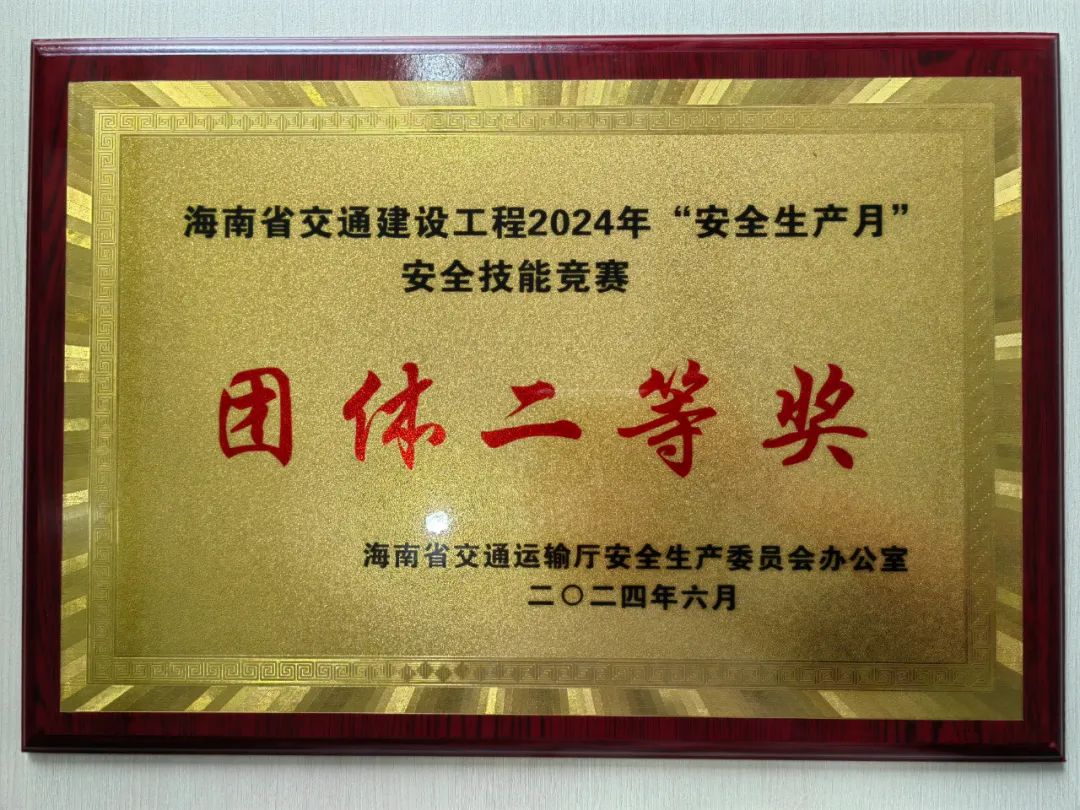 海南省交通建设工程2024年“安全生产月”
安全技能竞赛
团体二等奖
海南省交通运输厅安全生产委员会办公室
二〇二四年六月